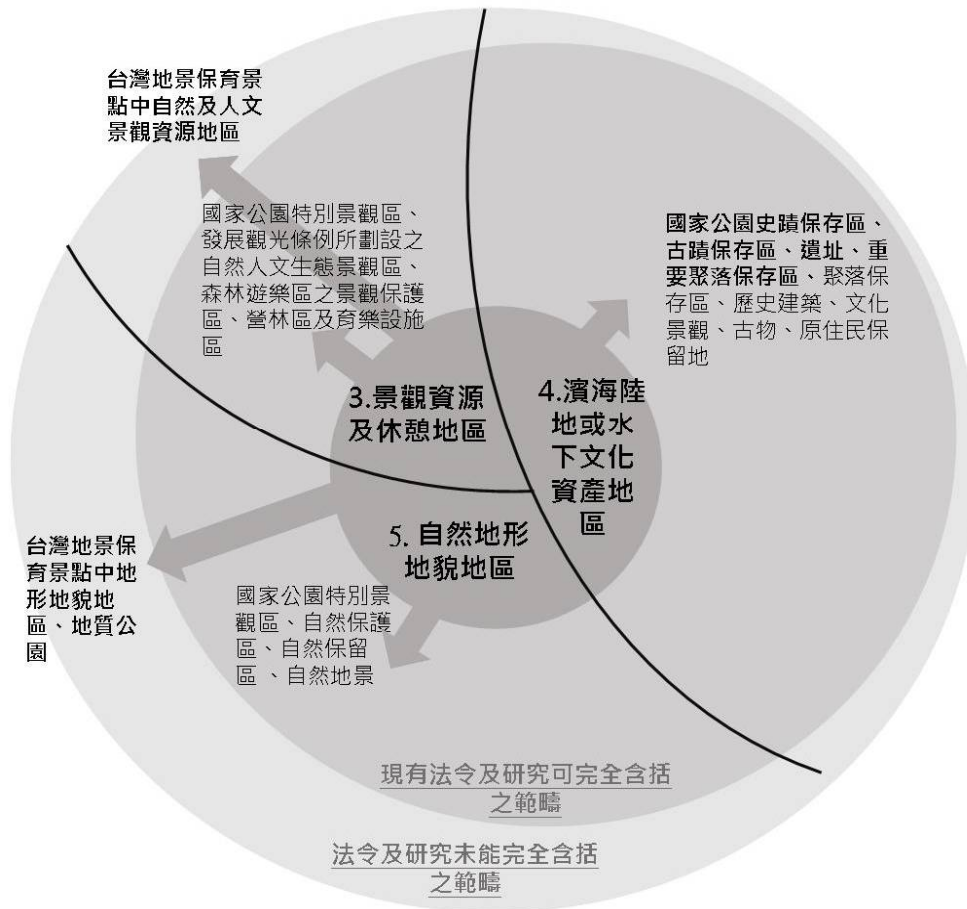 台灣地景保育景
點中自然及人文
景觀資源地區
國家公園特別景觀區、
發展觀光條例所劃設之
自然人文生態景觀區、
森林遊樂區之景觀保護
區、營林區及育樂設施
區
國家公園史蹟保存區、
古蹟保存區、遺址、重
要聚落保存區、聚落保
存區、歷史建築、文化
景觀、古物、原住民保
留地
3.景觀資源
及休憩地區
4.濱海陸
地或水
下文化
資產地
區
5. 自然地形
地貌地區
台灣地景保
育景點中地
形地貌地
區、地質公
園
國家公園特別景
觀區、自然保護
區、自然保留
區、自然地景
現有法令及研究可完全含括
之範疇
法令及研究未能完全含括
之範疇